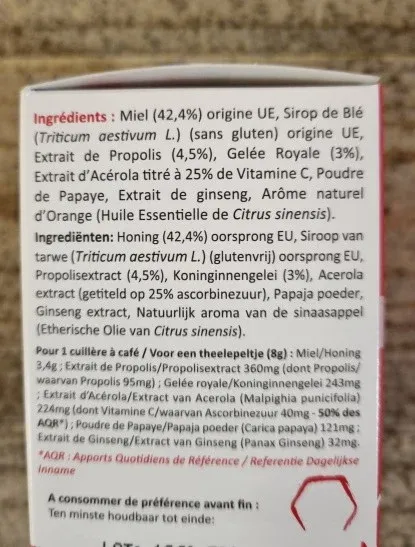 Ingrédients : Miel (42,4%) origine UE, Sirop de Blé
(Triticum aestivum L.) (sans gluten) origine UE,
Extrait de Propolis (4,5%), Gelée Royale (3%),
Extrait d'Acérola titré à 25% de Vitamine C, Poudre
de Papaye, Extrait de ginseng, Arôme naturel
d'Orange (Huile Essentielle de Citrus sinensis).
Ingrediënten: Honing (42,4%) oorsprong EU, Siroop van
tarwe (Triticum aestivum L.) (glutenvrij) oorsprong EU,
Propolisextract (4,5%), Koninginnengelei (3%), Acerola
extract (getiteld op 25% ascorbinezuur), Papaja poeder,
Ginseng extract, Natuurlijk aroma van de sinaasappel
(Etherische Olie van Citrus sinensis).
Pour 1 cuillère à café / Voor een theelepeltje (8g) : Miel/Honing
3,4g ; Extrait de Propolis/Propolisextract 360mg (dont Propolis/
waarvan Propolis 95mg) ; Gelée royale/Koninginnengelei 243mg
; Extrait d'Acérola/Extract van Acerola (Malpighia punicifolia)
224mg (dont Vitamine C/waarvan Ascorbinezuur 40mg - 50% des
AQR*) ; Poudre de Papaye/Papaja poeder (Carica papaya) 121mg ;
Extrait de Ginseng/Extract van Ginseng (Panax Ginseng) 32mg.
*AQR : Apports Quotidiens de Référence / Referentie Dagelijkse
Inname
A consommer de préférence avant fin :
Ten minste houdbaar tot einde: